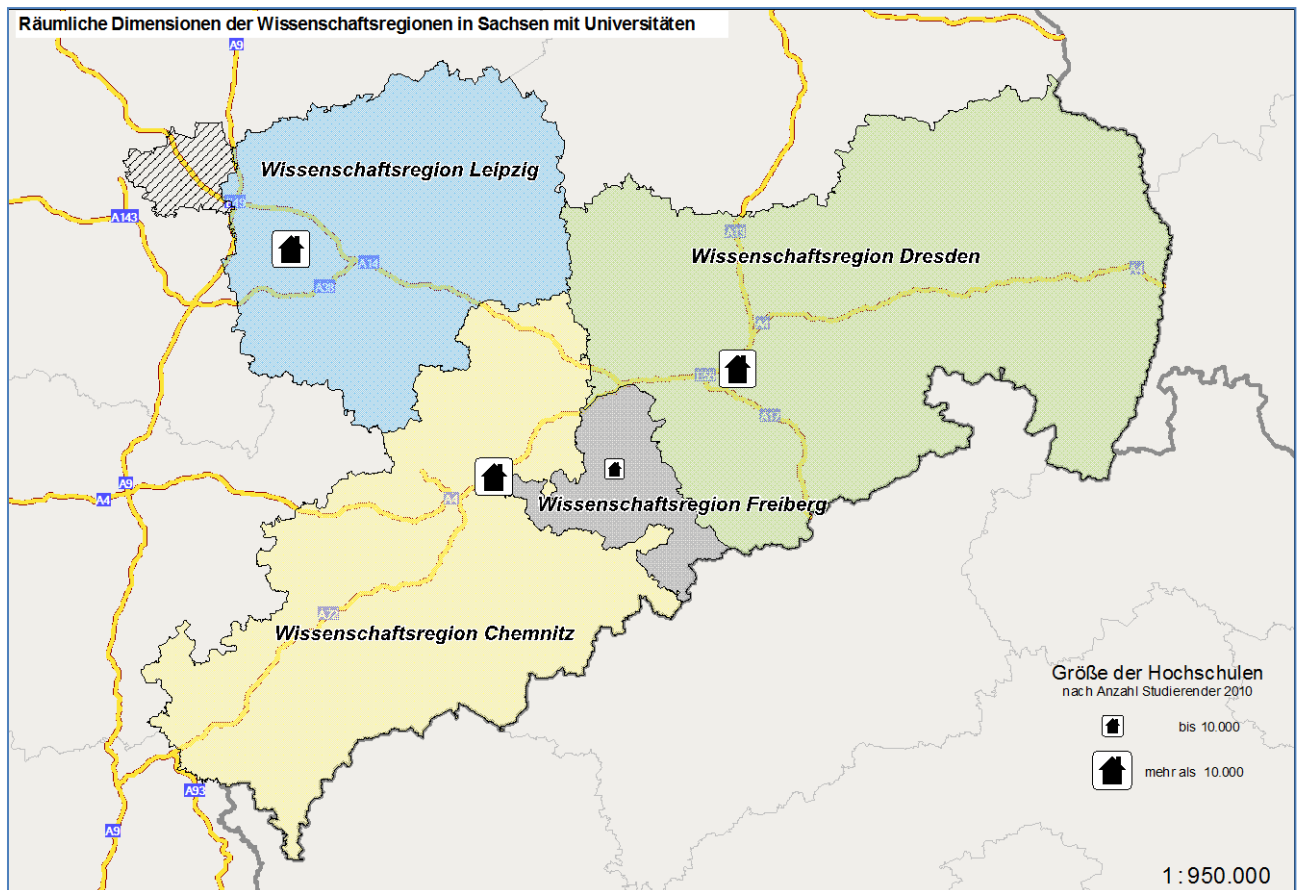 Räumliche Dimensionen der Wissenschaftsregionen in Sachsen mit Universitäten
A9
Wissenschaftsregion Leipzig
A143
A13
Wissenschaftsregion Dresden
A14
A4
A38
A4
A17
A9
A4
A4
Wissenschaftsregion Freiberg
A72
Wissenschaftsregion Chemnitz
Größe der Hochschulen
nach Anzahl Studierender 2010
bis 10.000
mehr als 10.000
A93
A9
1 : 950.000